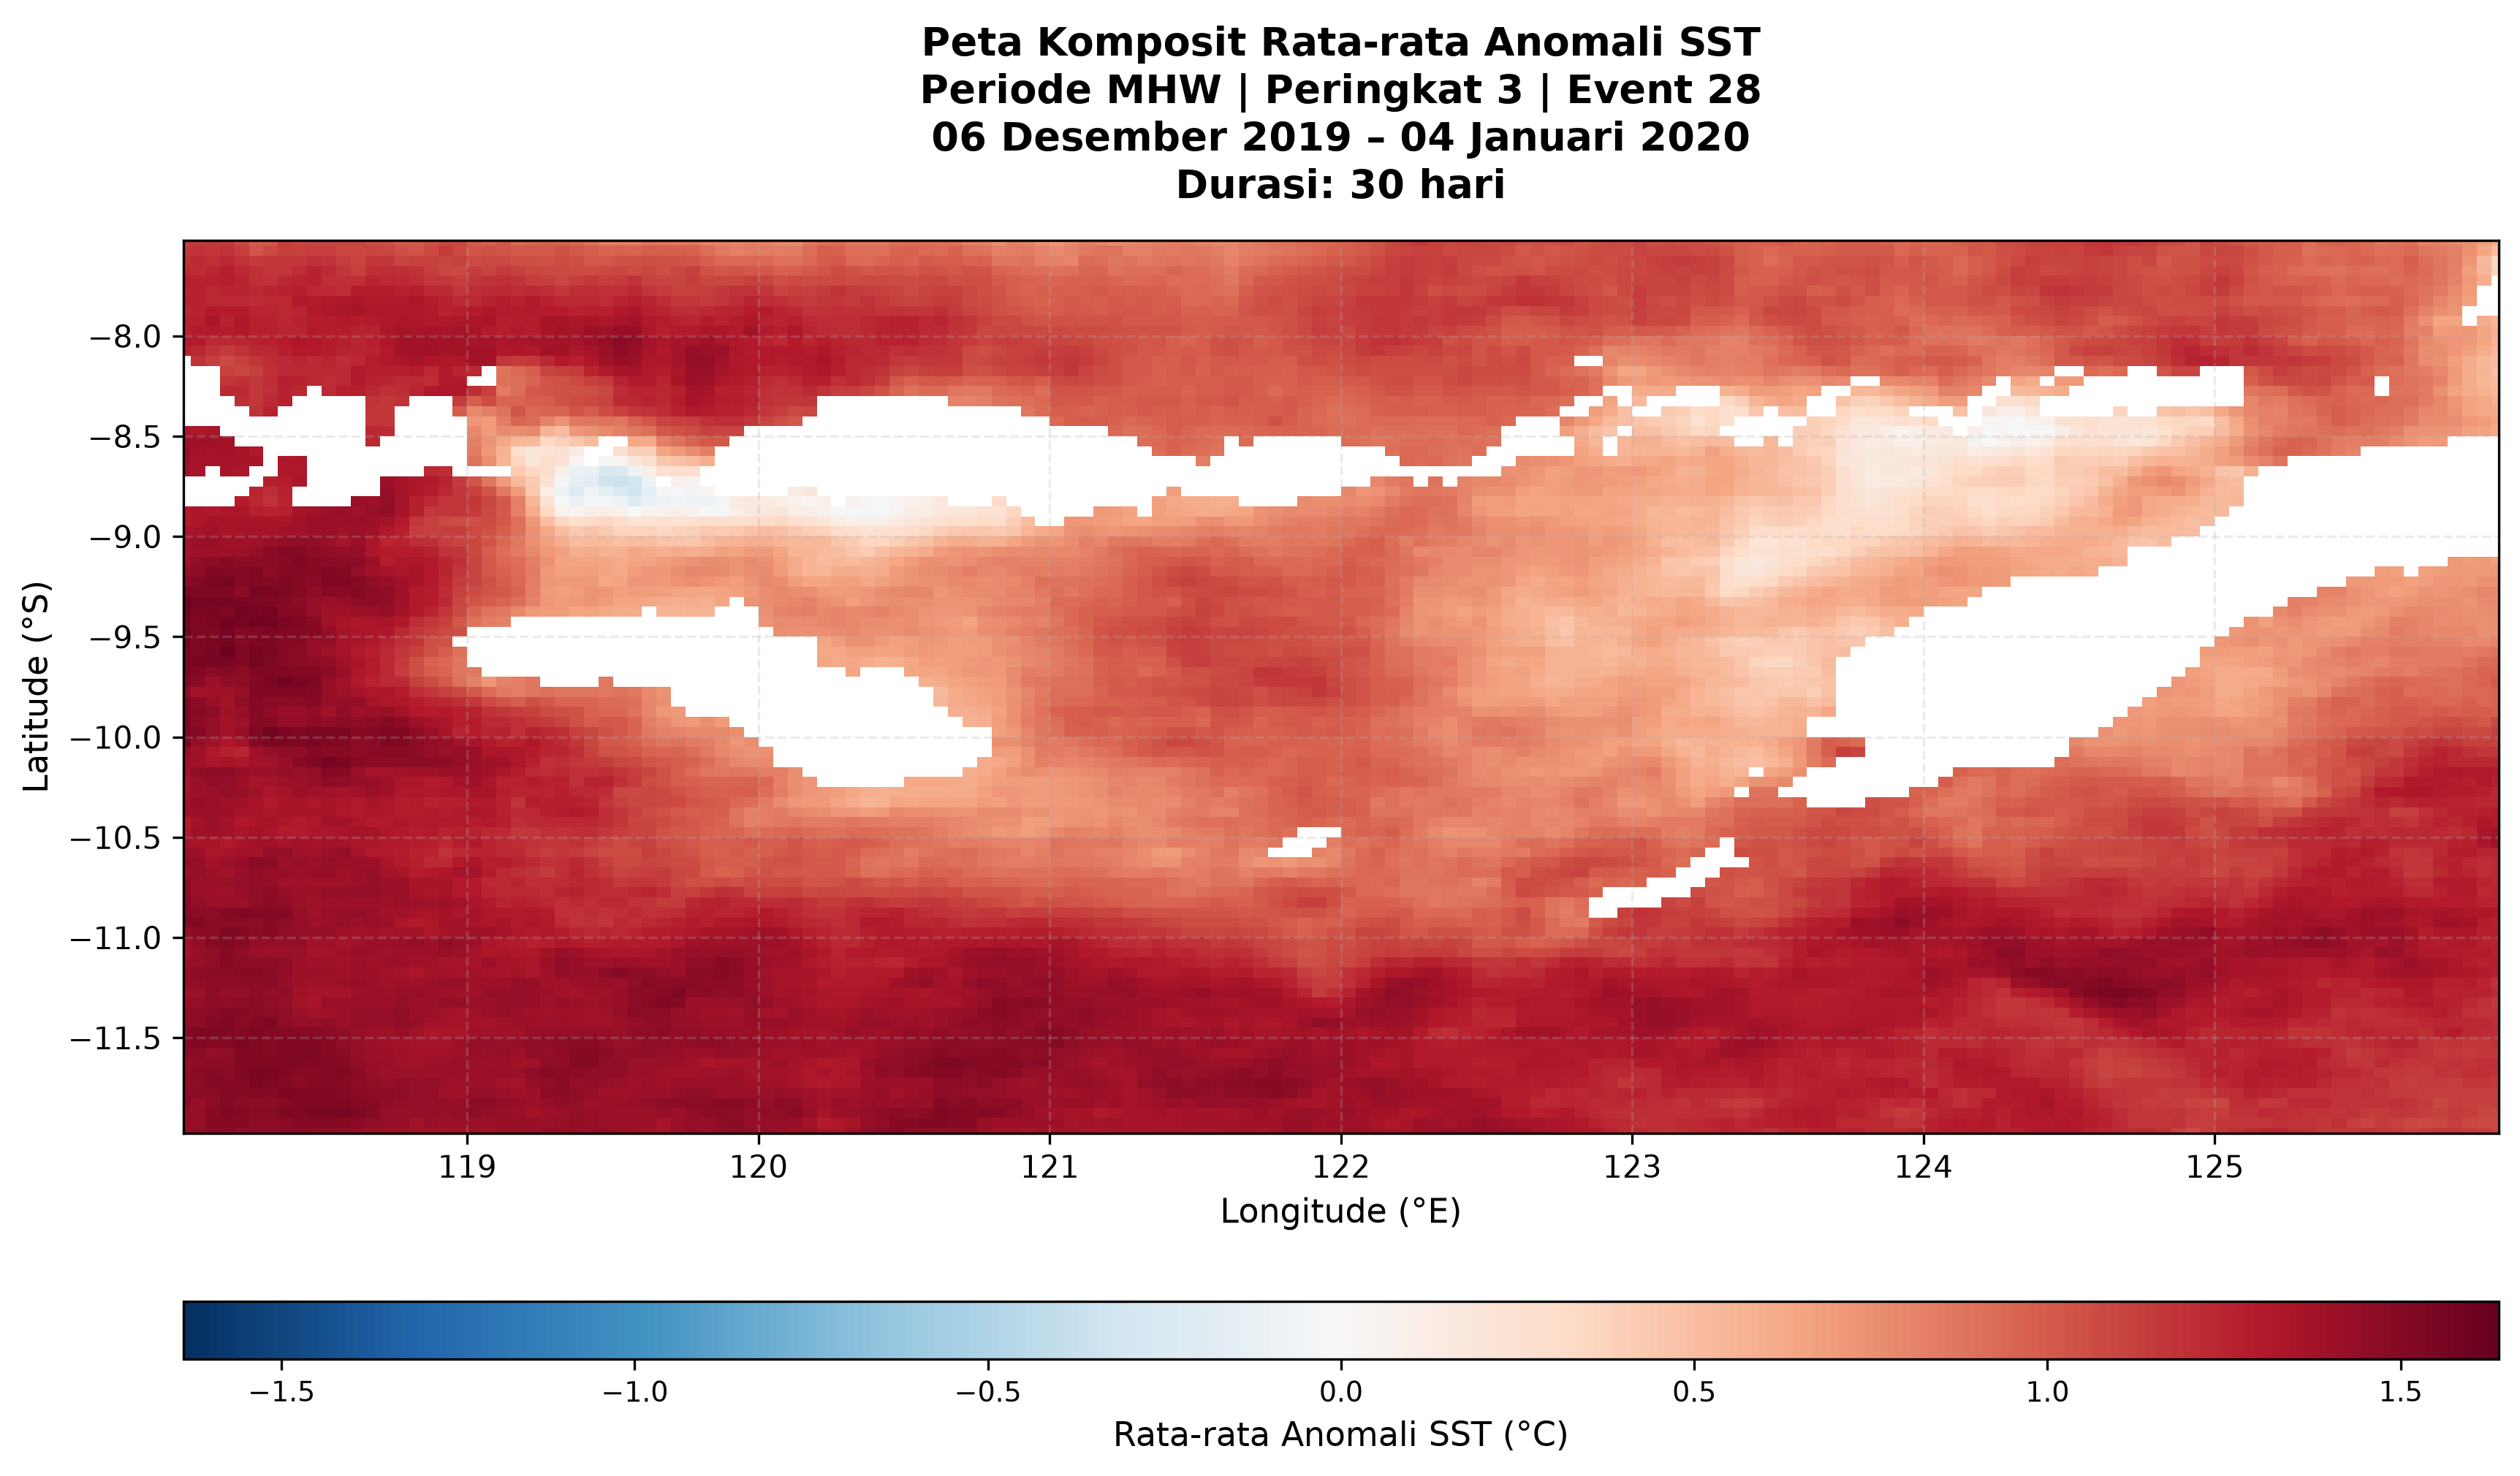 Peta Komposit Rata-rata Anomali SST
Periode MHW | Peringkat 3 | Event 28
06 Desember 2019 – 04 Januari 2020
Durasi: 30 hari
Latitude (°S)
−8.0
−8.5
−9.0
−9.5
−10.0
−10.5
−11.0
−11.5
119 120 121 122 123 124 125
Longitude (°E)
−1.5 −1.0 −0.5 0.0 0.5 1.0 1.5
Rata-rata Anomali SST (°C)